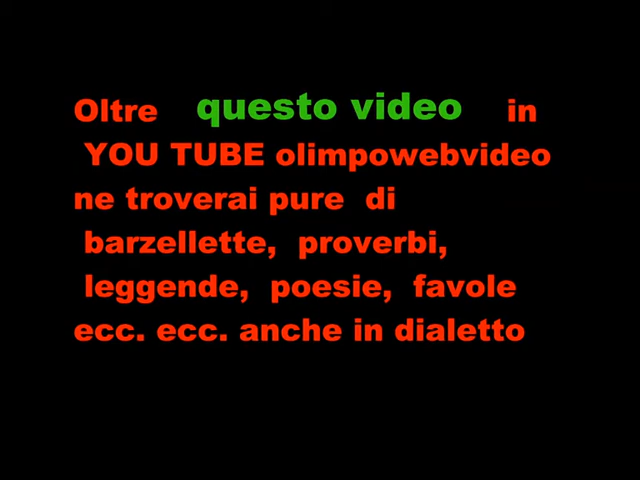 Oltre questo video in
YOU TUBE olimpowebvideo
ne troverai pure di
barzellette, proverbi,
leggende, poesie, favole
ecc. ecc. anche in dialetto